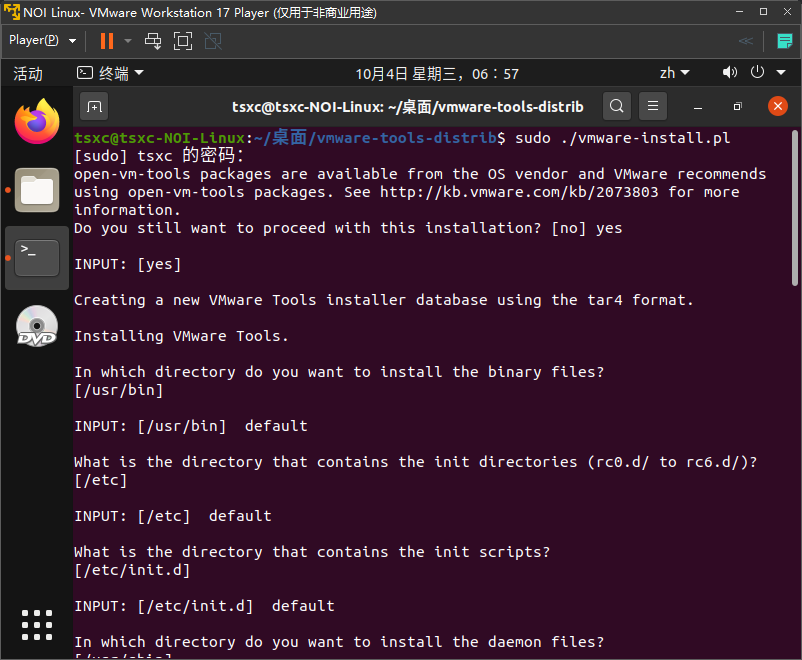 NOI Linux- VMware Workstation 17 Player (仅用于非商业用途)
Player(P)
活动 终端 10月4日 星期三，06：57 zh
tsxc@tsxc-NOI-Linux: ~/桌面/vmware-tools-distrib
tsxc@tsxc-NOI-Linux:~/桌面/vmware-tools-distrib$ sudo ./vmware-install.pl
[sudo] tsxc 的密码：
open-vm-tools packages are available from the OS vendor and VMware recommends
using open-vm-tools packages. See http://kb.vmware.com/kb/2073803 for more
information.
Do you still want to proceed with this installation? [no] yes
INPUT: [yes]
Creating a new VMware Tools installer database using the tar4 format.
Installing VMware Tools.
In which directory do you want to install the binary files?
[/usr/bin]
INPUT: [/usr/bin]  default
What is the directory that contains the init directories (rc0.d/ to rc6.d/)?
[/etc]
INPUT: [/etc]  default
What is the directory that contains the init scripts?
[/etc/init.d]
INPUT: [/etc/init.d]  default
In which directory do you want to install the daemon files?
[/usr/sbin]
DVD